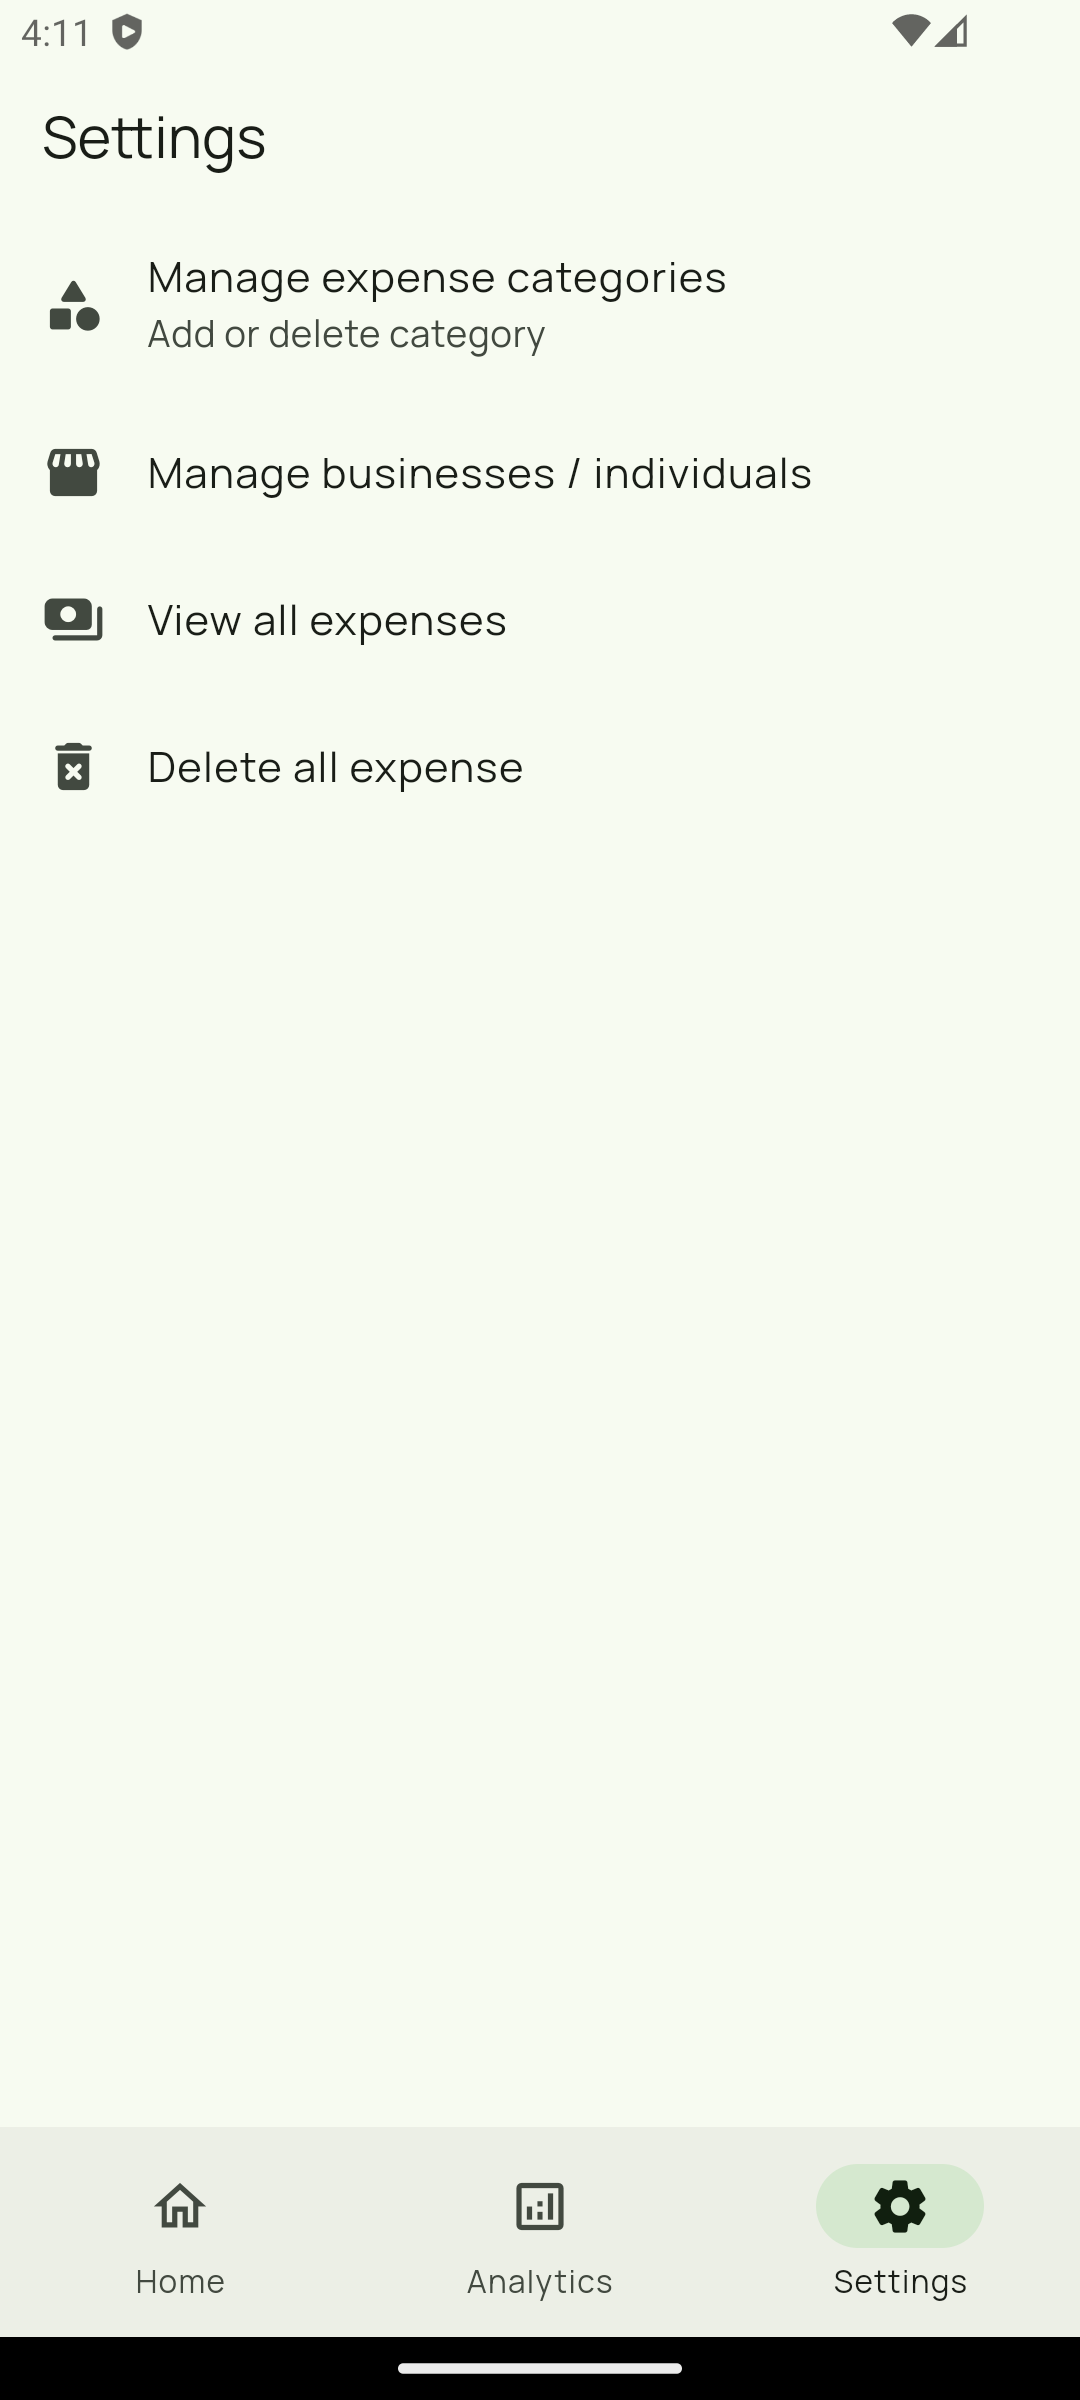 4:11
Settings
Manage expense categories
Add or delete category
Manage businesses / individuals
View all expenses
Delete all expense
Home
Analytics
Settings